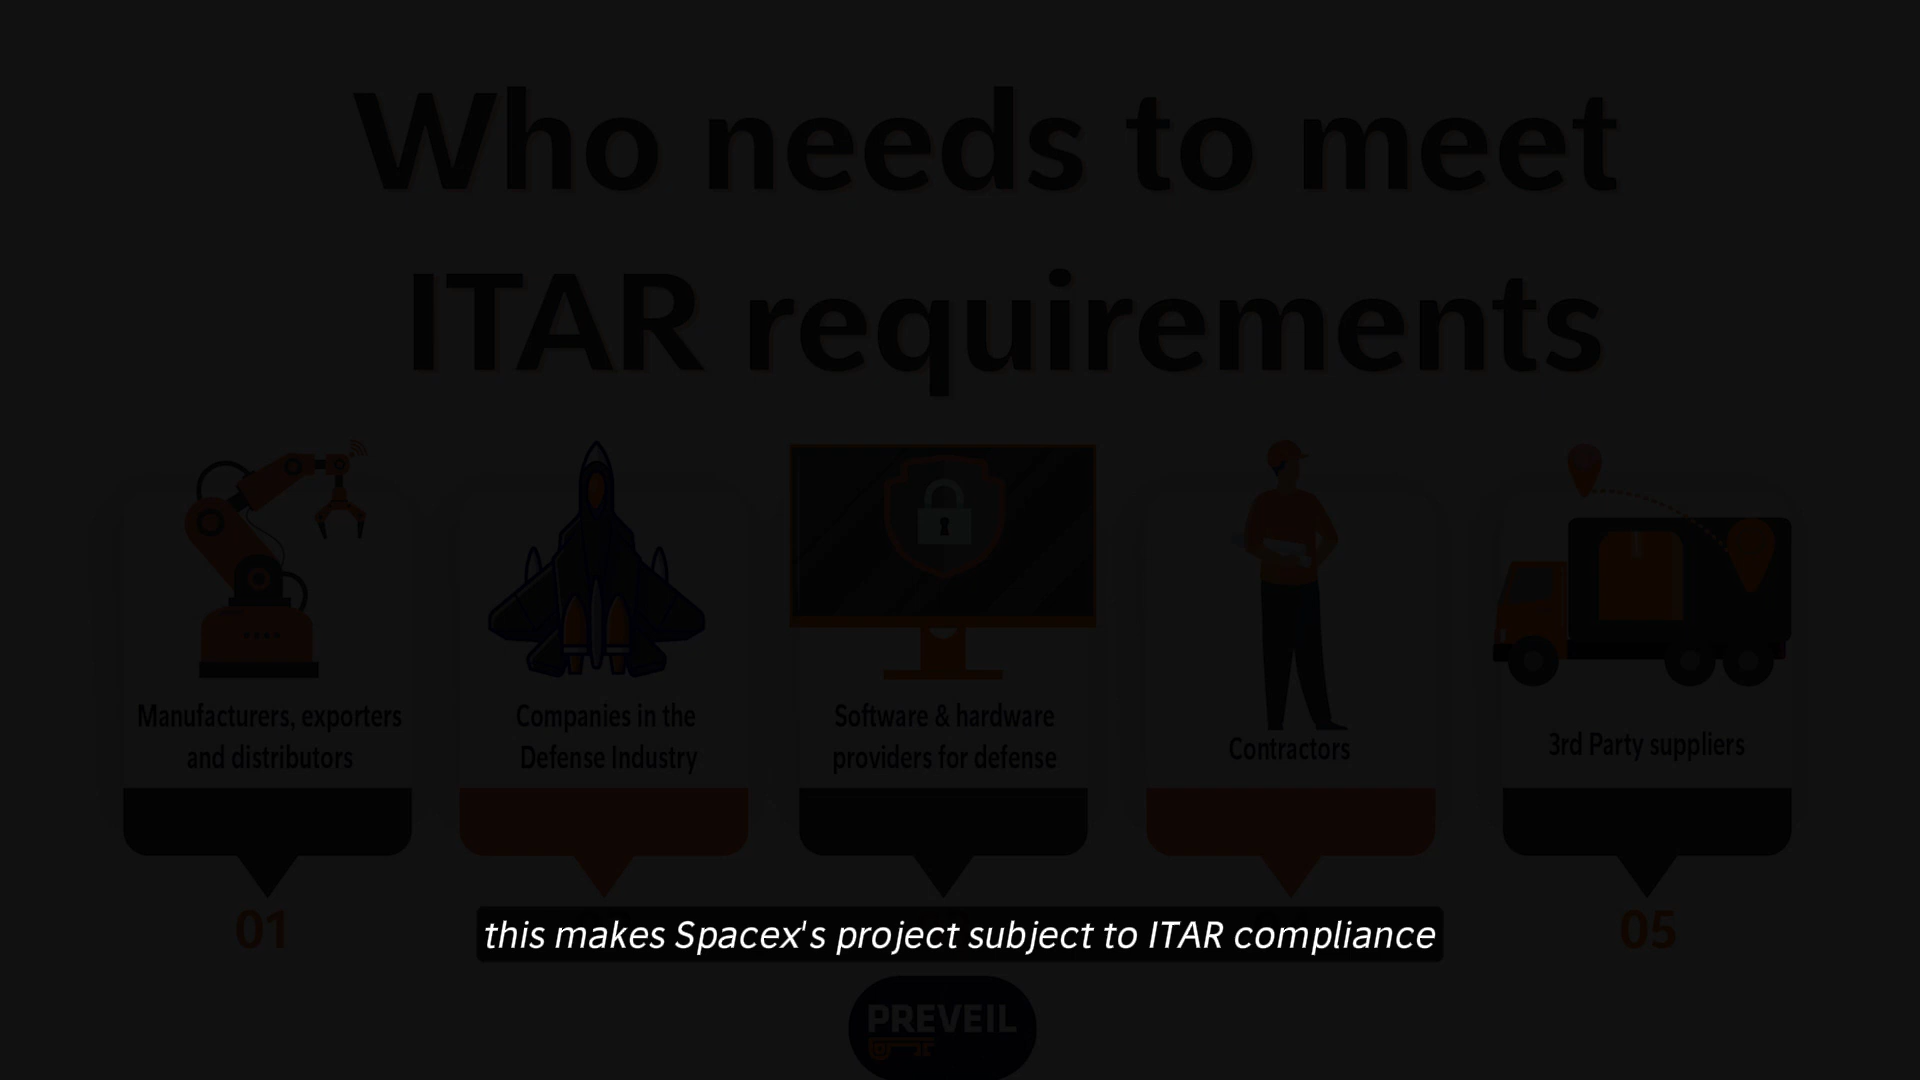 Who needs to meet
ITAR requirements
Manufacturers, exporters
and distributors
Companies in the
Defense Industry
Software & hardware
providers for defense
Contractors
3rd Party suppliers
01
05
this makes Spacex's project subject to ITAR compliance
PREVEIL